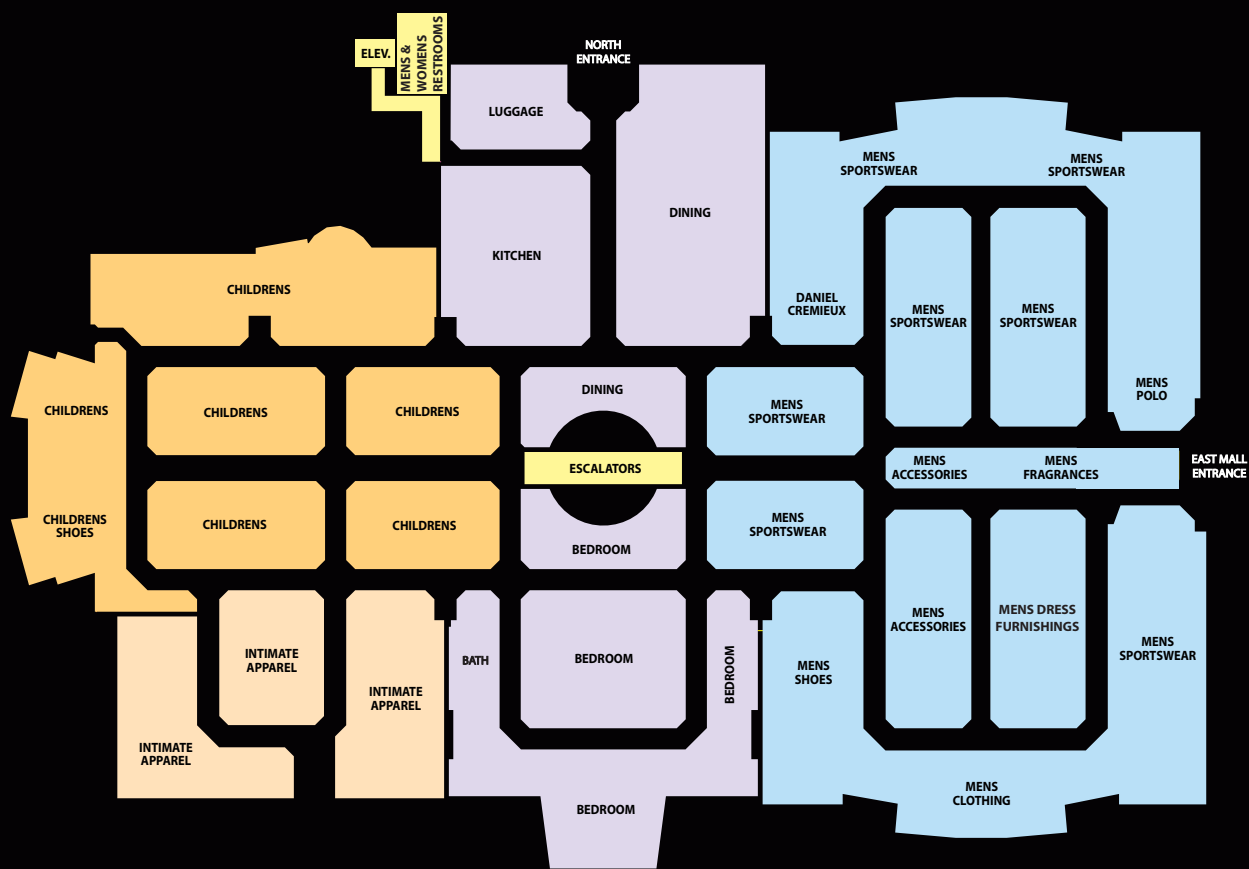 ELEV.
MENS &
WOMENS
RESTROOMS
NORTH
ENTRANCE
LUGGAGE
KITCHEN
DINING
MENS
SPORTSWEAR
MENS
SPORTSWEAR
CHILDRENS
DANIEL
CREMIEUX
MENS
SPORTSWEAR
MENS
SPORTSWEAR
MENS
POLO
CHILDRENS
CHILDRENS
CHILDRENS
DINING
MENS
SPORTSWEAR
ESCALATORS
MENS
ACCESSORIES
MENS
FRAGRANCES
EAST MALL
ENTRANCE
CHILDRENS
SHOES
CHILDRENS
CHILDRENS
BEDROOM
MENS
SPORTSWEAR
MENS
ACCESSORIES
MENS DRESS
FURNISHINGS
MENS
SPORTSWEAR
INTIMATE
APPAREL
INTIMATE
APPAREL
BATH
BEDROOM
BEDROOM
MENS
SHOES
INTIMATE
APPAREL
BEDROOM
MENS
CLOTHING